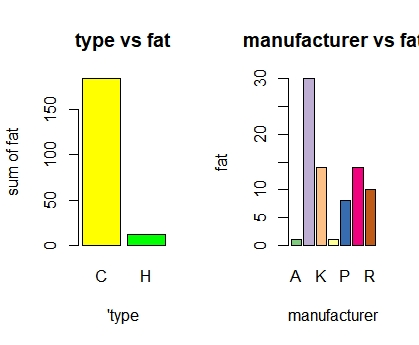 type vs fat
sum of fat
150
100
50
0
C H
'type
manufacturer vs fat
fat
30
20
10
5
0
A K P R
manufacturer